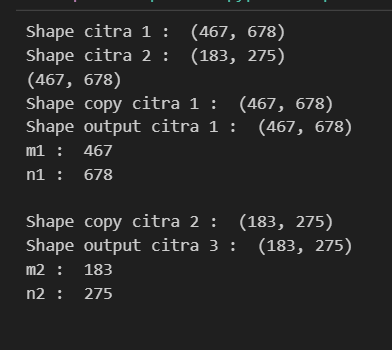 Shape citra 1 :  (467, 678)
Shape citra 2 :  (183, 275)
(467, 678)
Shape copy citra 1 :  (467, 678)
Shape output citra 1 :  (467, 678)
m1 :  467
n1 :  678
Shape copy citra 2 :  (183, 275)
Shape output citra 3 :  (183, 275)
m2 :  183
n2 :  275